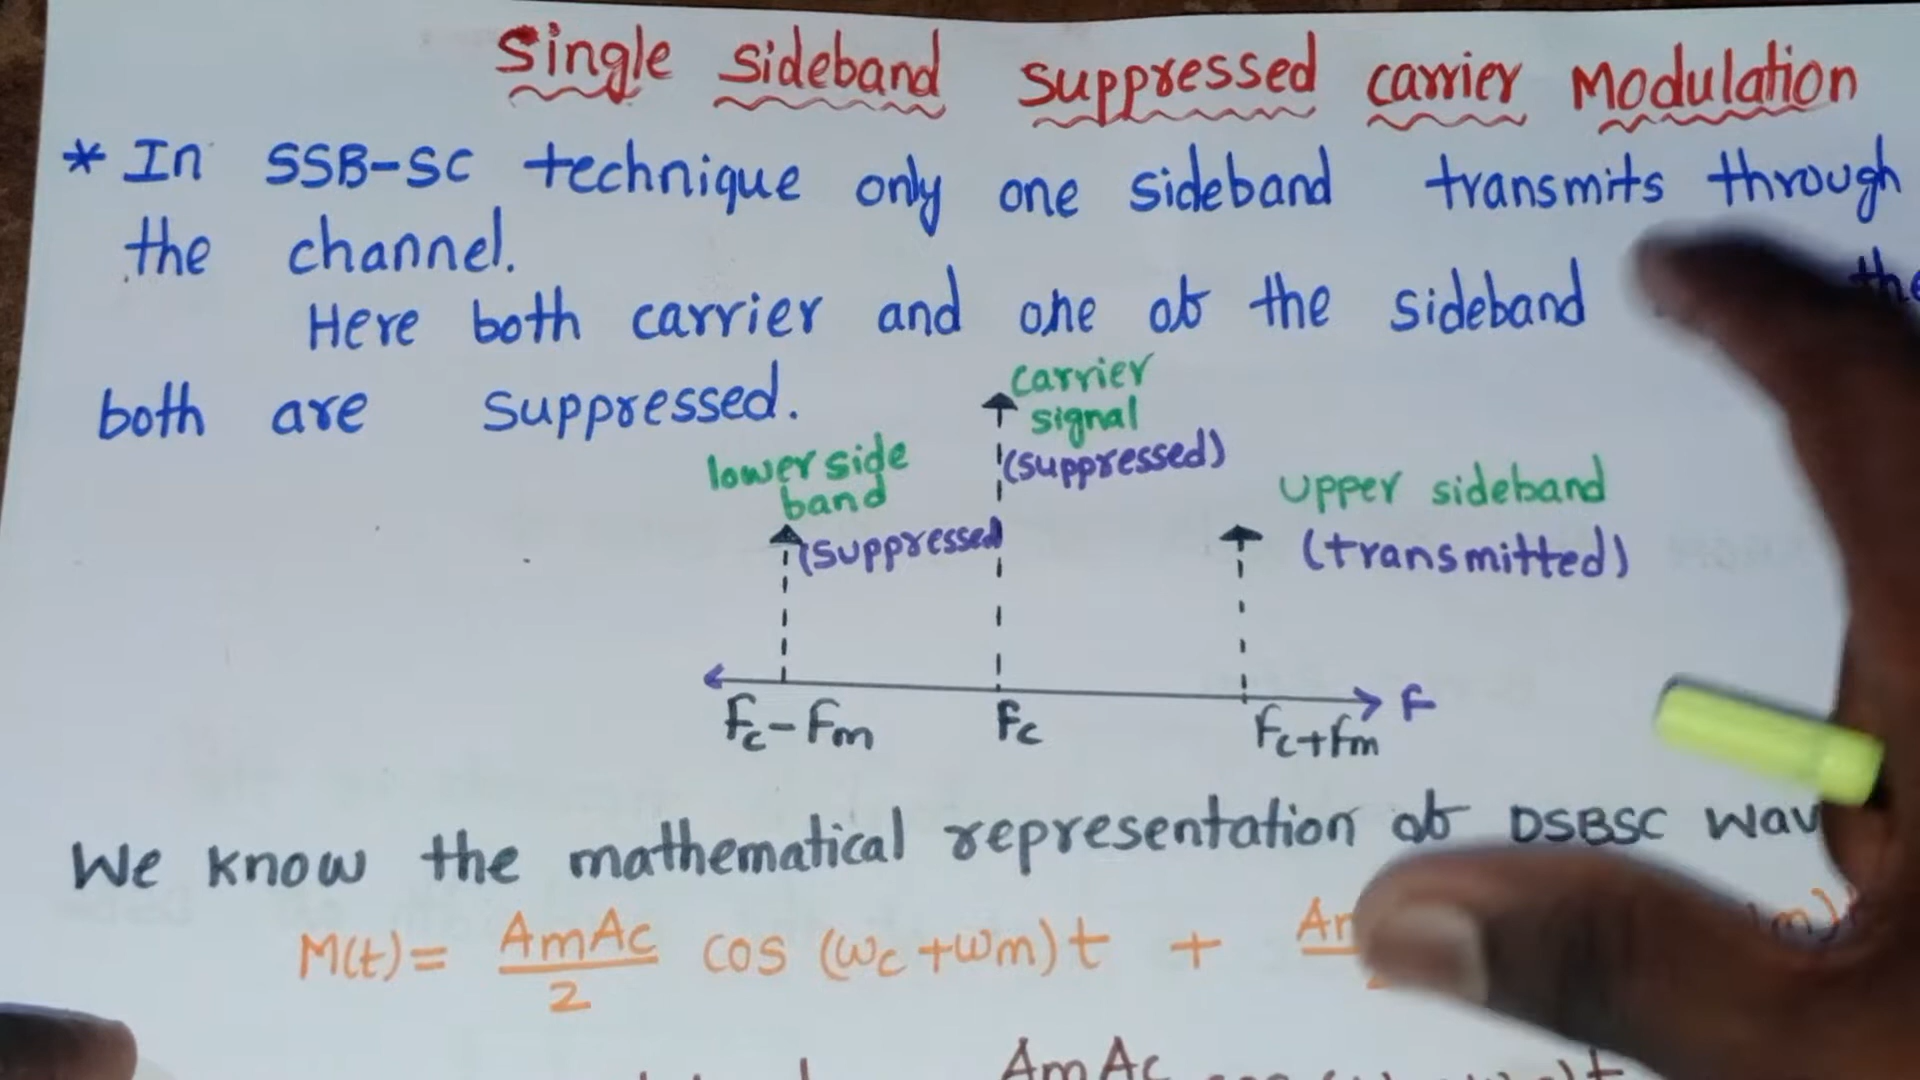 Single sideband suppressed carrier Modulation
* In SSB-SC technique only one sideband transmits through
the channel.
Here both carrier and one of the sideband the
both are suppressed.
carrier
signal
(suppressed)
lower side
band
(suppressed
upper sideband
(transmitted)
Fc-Fm Fc Fc+Fm F
We know the mathematical representation of DSBSC
M(t)= AmAc/2 cos (ωc+ωm)t +
AmAc